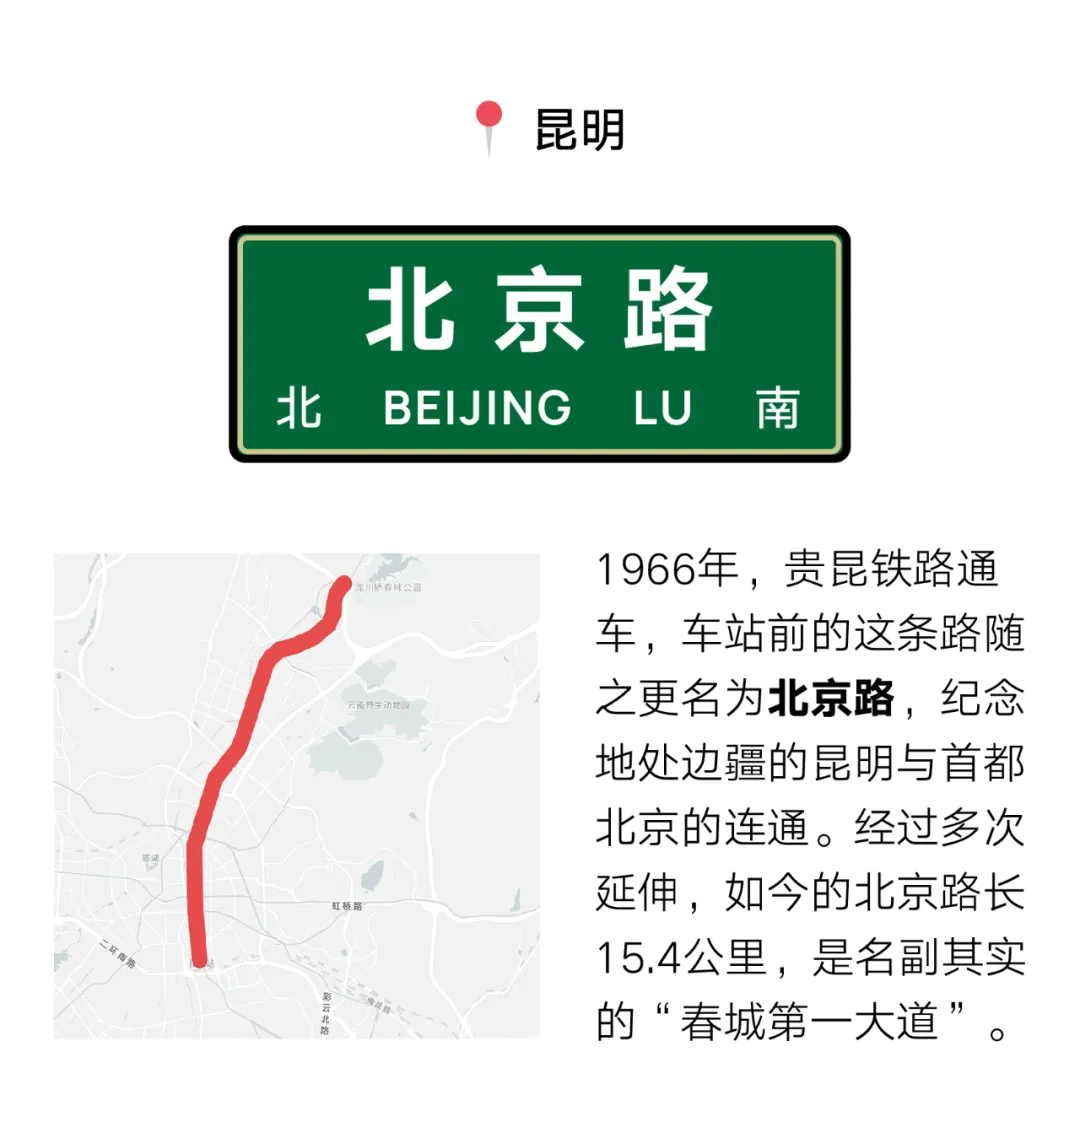 昆明
北京路
北 BEIJING LU 南
1966年，贵昆铁路通
车，车站前的这条路随
之更名为北京路，纪念
地处边疆的昆明与首都
北京的连通。经过多次
延伸，如今的北京路长
15.4公里，是名副其实
的“春城第一大道”。
龙川桥森林公园
云南野生动物园
翠湖
虹桥路
二环南路
彩云北路